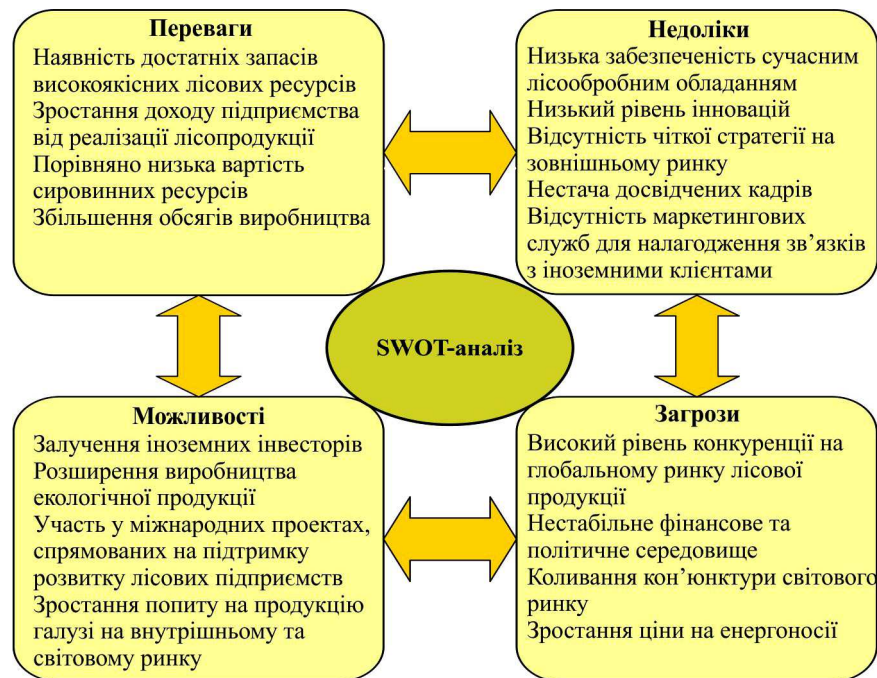 Переваги
Наявність достатніх запасів
високоякісних лісових ресурсів
Зростання доходу підприємства
від реалізації лісопродукції
Порівняно низька вартість
сировинних ресурсів
Збільшення обсягів виробництва
Недоліки
Низька забезпеченість сучасним
лісообробним обладанням
Низький рівень інновацій
Відсутність чіткої стратегії на
зовнішньому ринку
Нестача досвідчених кадрів
Відсутність маркетингових
служб для налагодження зв’язків
з іноземними клієнтами
SWOT-аналіз
Можливості
Залучення іноземних інвесторів
Розширення виробництва
екологічної продукції
Участь у міжнародних проектах,
спрямованих на підтримку
розвитку лісових підприємств
Зростання попиту на продукцію
галузі на внутрішньому та
світовому ринку
Загрози
Високий рівень конкуренції на
глобальному ринку лісової
продукції
Нестабільне фінансове та
політичне середовище
Коливання кон’юнктури світового
ринку
Зростання ціни на енергоносії